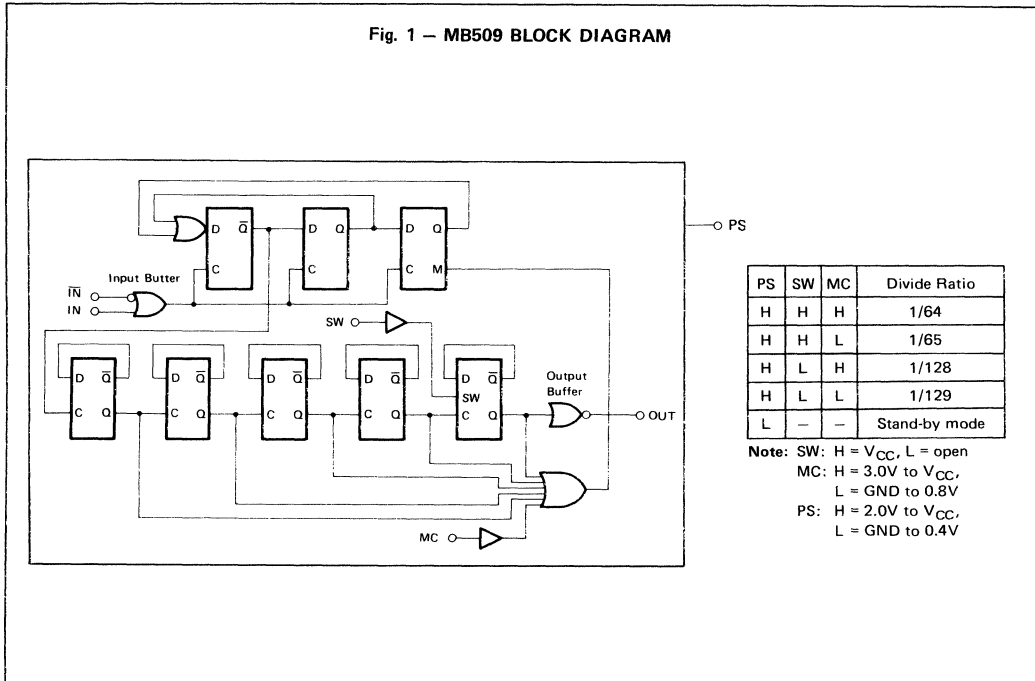 Fig. 1 — MB509 BLOCK DIAGRAM
D Q̅ D Q D Q
C C M
Input Butter
I̅N̅
IN
PS
SW
D Q̅ D Q̅ D Q̅ D Q̅ D Q̅
SW
C Q C Q C Q C Q C Q
Output
Buffer
OUT
MC
PS SW MC Divide Ratio
H H H 1/64
H H L 1/65
H L H 1/128
H L L 1/129
L — — Stand-by mode
Note: SW: H = VCC, L = open
MC: H = 3.0V to VCC,
L = GND to 0.8V
PS: H = 2.0V to VCC,
L = GND to 0.4V